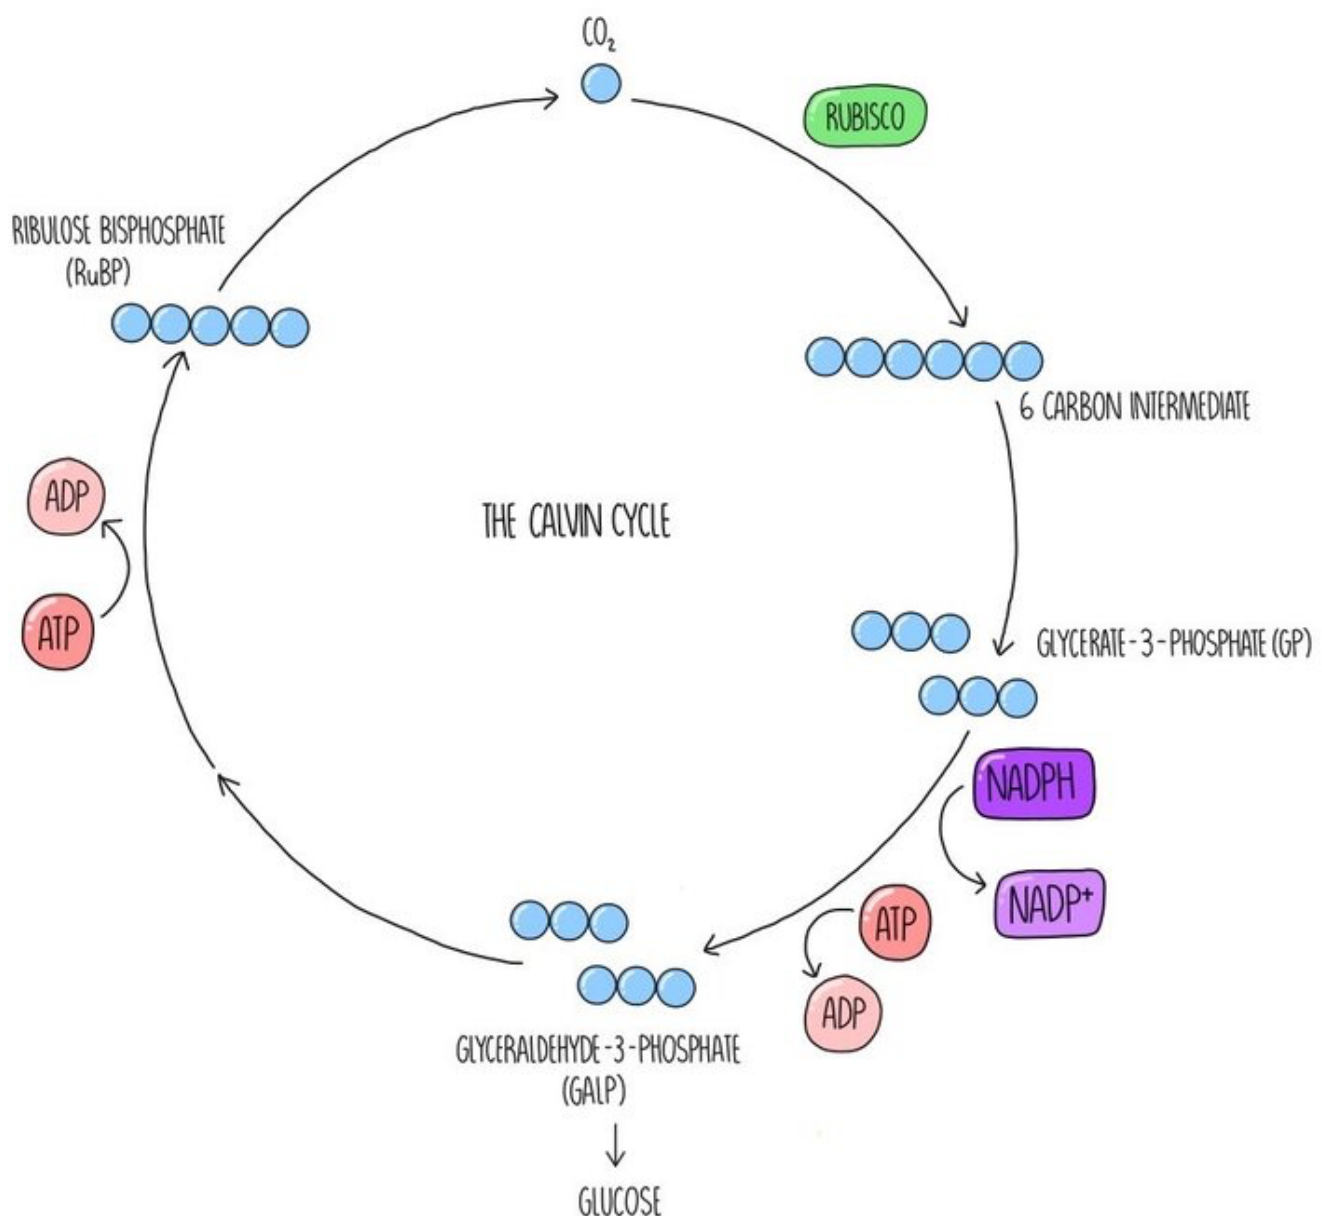 CO₂
RUBISCO
RIBULOSE BISPHOSPHATE
(RuBP)
6 CARBON INTERMEDIATE
ADP
THE CALVIN CYCLE
ATP
GLYCERATE-3-PHOSPHATE (GP)
NADPH
NADP⁺
ATP
ADP
GLYCERALDEHYDE-3-PHOSPHATE
(GALP)
GLUCOSE